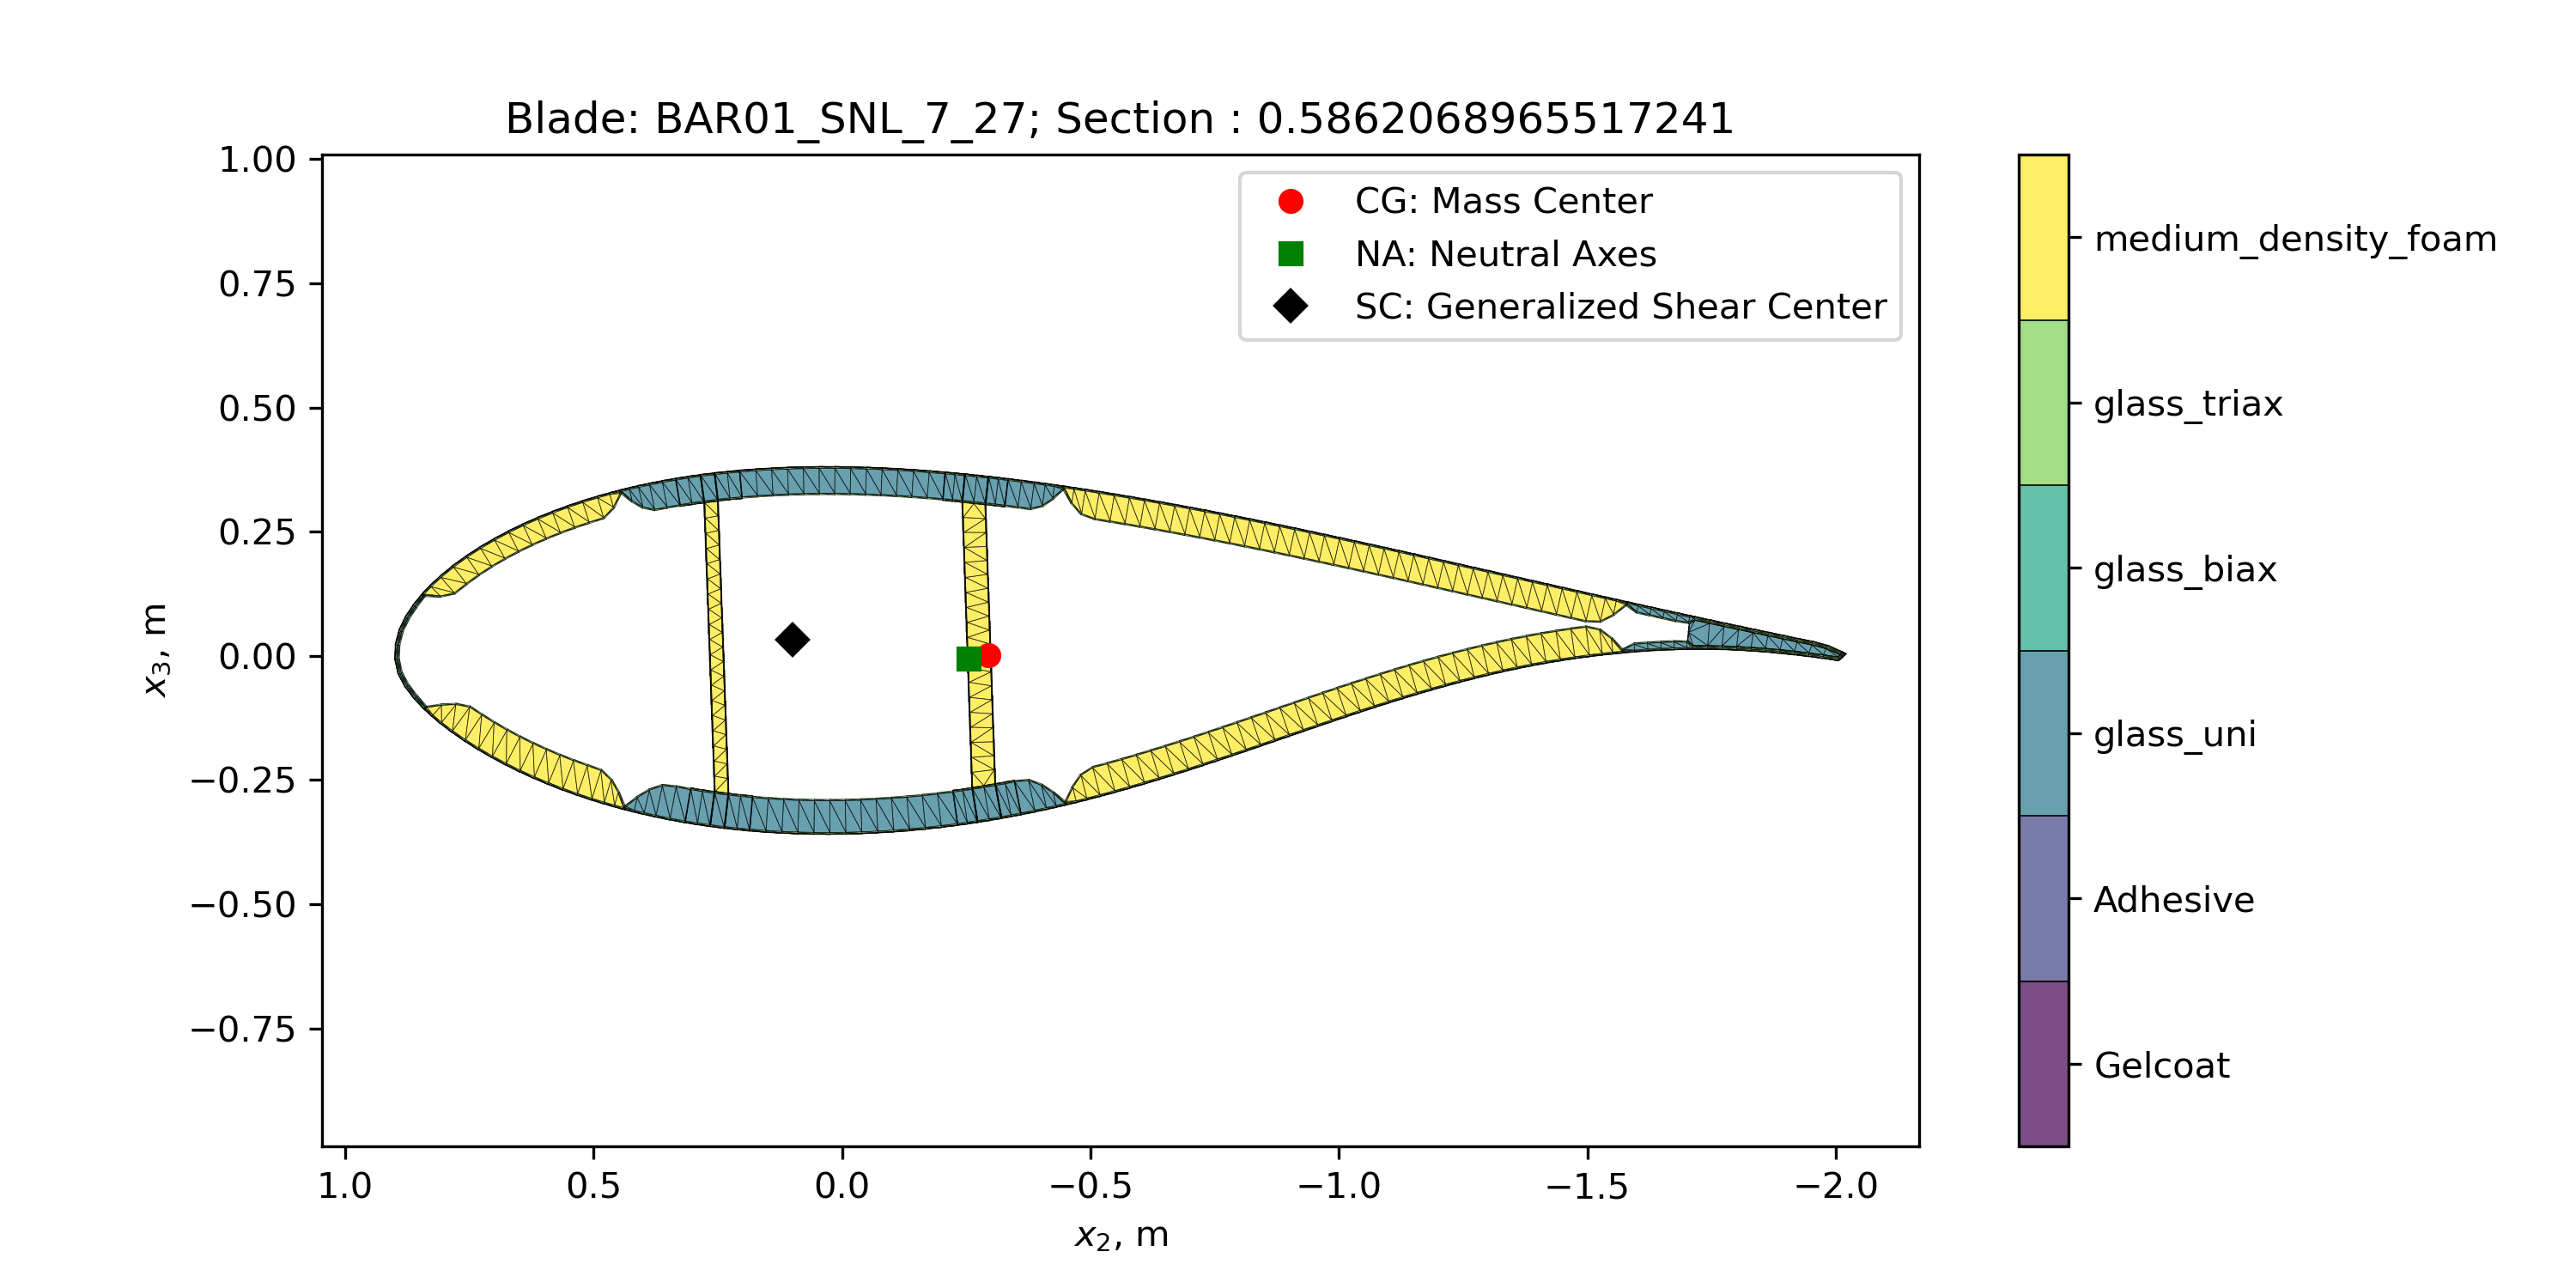 Blade: BAR01_SNL_7_27; Section : 0.5862068965517241
CG: Mass Center
NA: Neutral Axes
SC: Generalized Shear Center
1.00
0.75
0.50
0.25
0.00
−0.25
−0.50
−0.75
x₃, m
1.0 0.5 0.0 −0.5 −1.0 −1.5 −2.0
x₂, m
medium_density_foam
glass_triax
glass_biax
glass_uni
Adhesive
Gelcoat